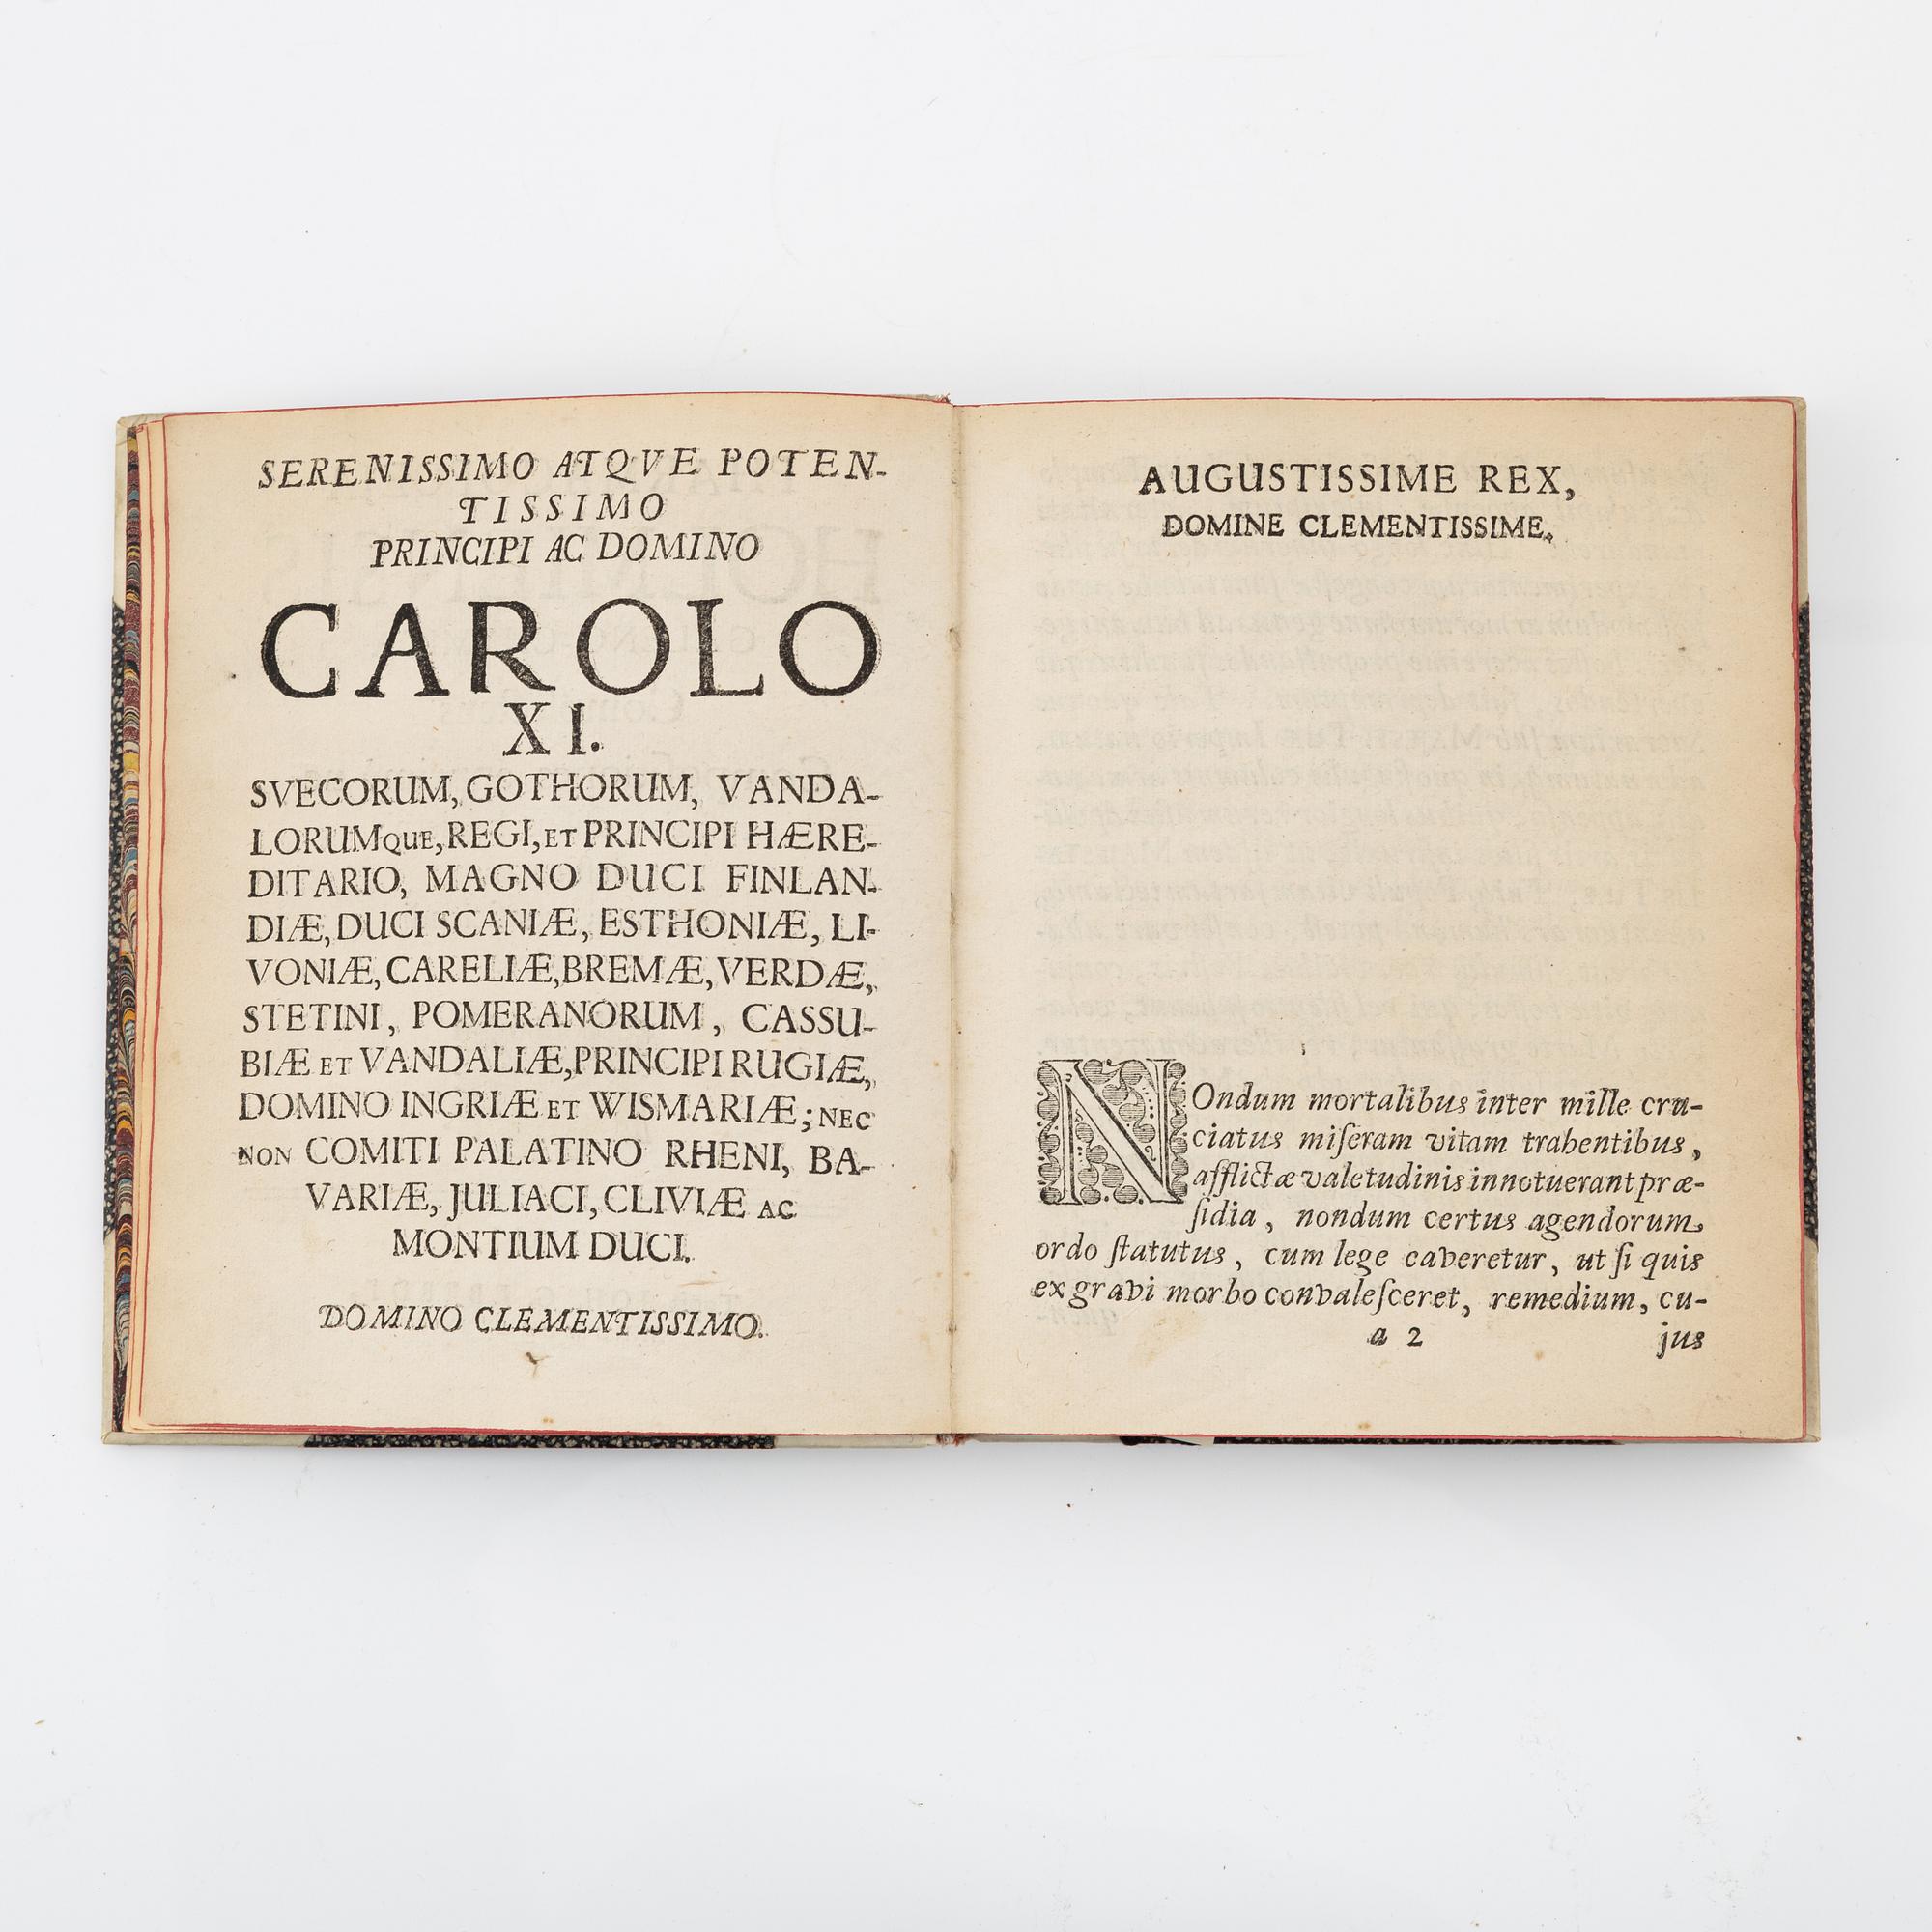 SERENISSIMO ATQVE POTEN-
TISSIMO
PRINCIPI AC DOMINO
CAROLO
XI.
SVECORUM, GOTHORUM, VANDA-
LORUMQUE, REGI, ET PRINCIPI HÆRE-
DITARIO, MAGNO DUCI FINLAN-
DIÆ, DUCI SCANIÆ, ESTHONIÆ, LI-
VONIÆ, CARELIÆ, BREMÆ, VERDÆ,
STETINI, POMERANORUM, CASSU-
BIÆ ET VANDALIÆ, PRINCIPI RUGIÆ,
DOMINO INGRIÆ ET WISMARIÆ; NEC
NON COMITI PALATINO RHENI, BA-
VARIÆ, JULIACI, CLIVIÆ AC
MONTIUM DUCI.
DOMINO CLEMENTISSIMO.
AUGUSTISSIME REX,
DOMINE CLEMENTISSIME,
NOndum mortalibus inter mille cru-
ciatus miſeram vitam trahentibus,
afflictæ valetudinis innotuerant præ-
ſidia, nondum certus agendorum
ordo ſtatutus, cum lege caveretur, ut ſi quis
ex gravi morbo convaleſceret, remedium, cu-
a 2 jus